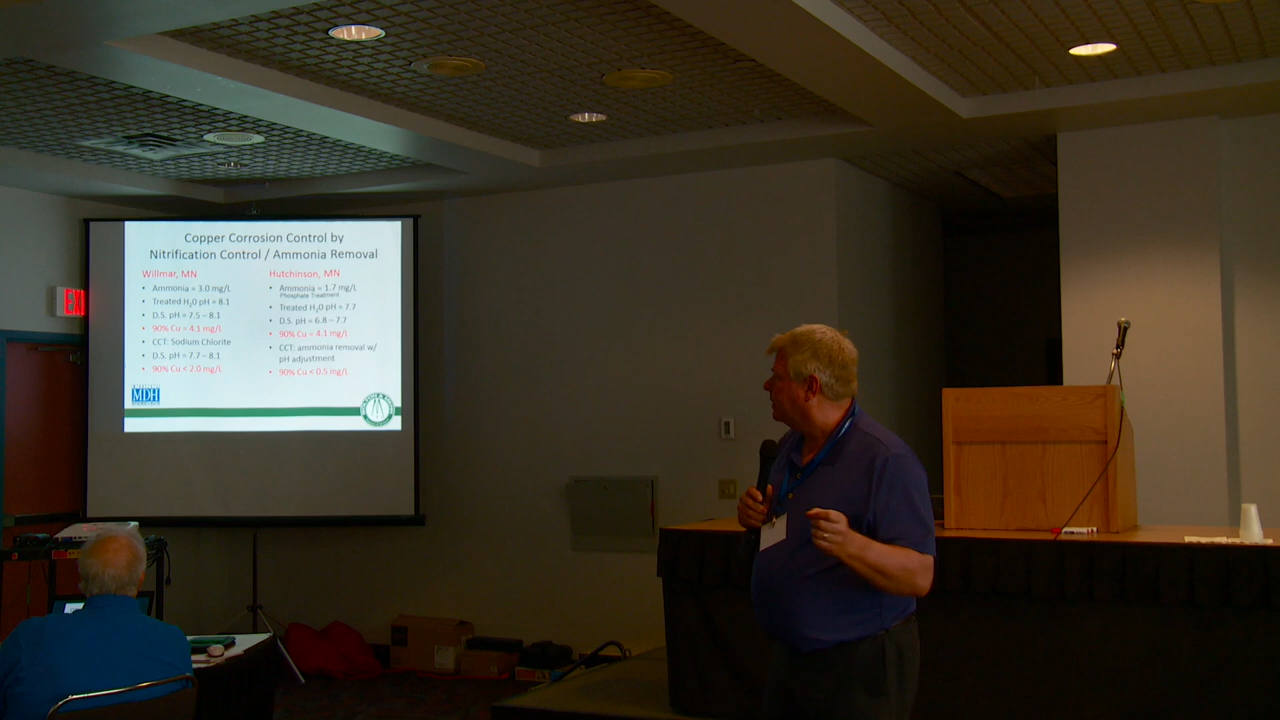 Copper Corrosion Control by
Nitrification Control / Ammonia Removal
Willmar, MN
• Ammonia = 3.0 mg/L
• Treated H₂0 pH = 8.1
• D.S. pH = 7.5 – 8.1
• 90% Cu = 4.1 mg/L
• CCT: Sodium Chlorite
• D.S. pH = 7.7 – 8.1
• 90% Cu < 2.0 mg/L
Hutchinson, MN
• Ammonia = 1.7 mg/L
Phosphate Treatment
• Treated H₂0 pH = 7.7
• D.S. pH = 6.8 – 7.7
• 90% Cu = 4.1 mg/L
• CCT: ammonia removal w/
pH adjustment
• 90% Cu < 0.5 mg/L
MDH
EXI